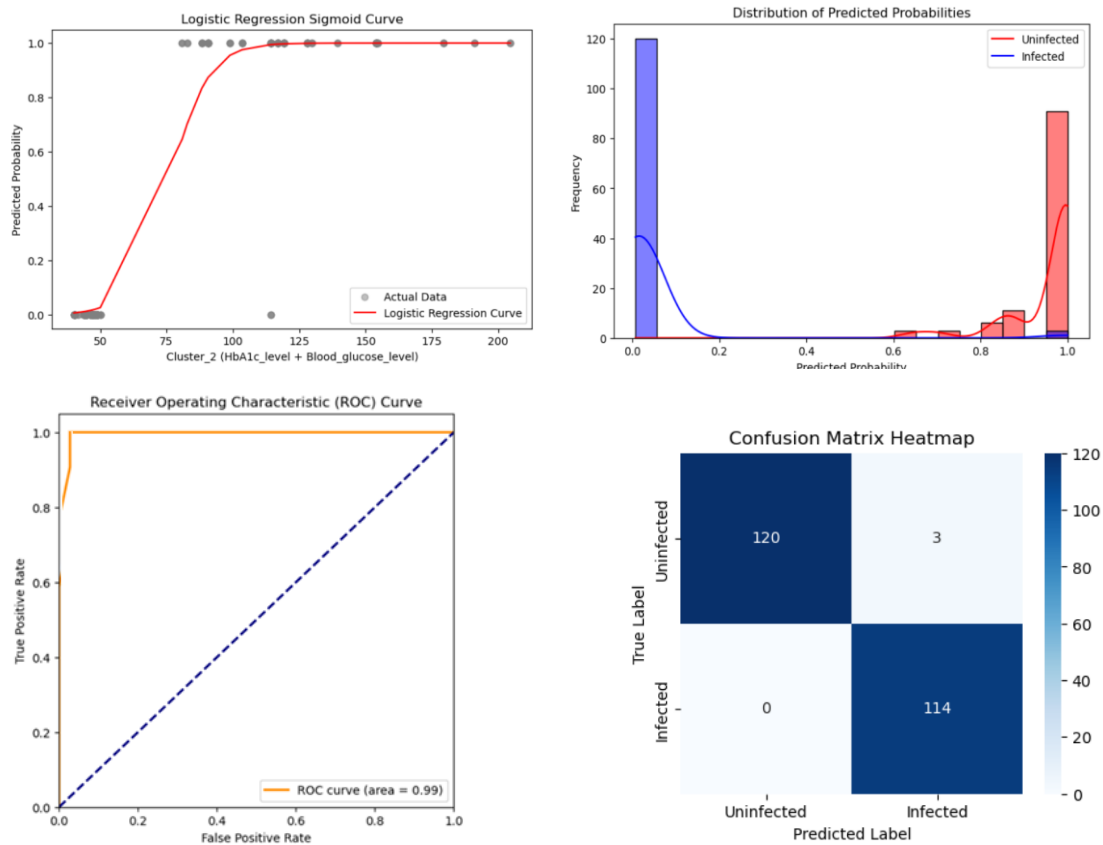 Logistic Regression Sigmoid Curve
1.0
0.8
0.6
0.4
0.2
0.0
Predicted Probability
50
75
100
125
150
175
200
Cluster_2 (HbA1c_level + Blood_glucose_level)
Actual Data
Logistic Regression Curve
Distribution of Predicted Probabilities
120
100
80
60
40
20
0
Frequency
0.0
0.2
0.4
0.6
0.8
1.0
Predicted Probability
Uninfected
Infected
Receiver Operating Characteristic (ROC) Curve
1.0
0.8
0.6
0.4
0.2
0.0
True Positive Rate
0.0
0.2
0.4
0.6
0.8
1.0
False Positive Rate
ROC curve (area = 0.99)
Confusion Matrix Heatmap
Uninfected
Infected
True Label
120
3
0
114
Uninfected
Infected
Predicted Label
120
100
80
60
40
20
0